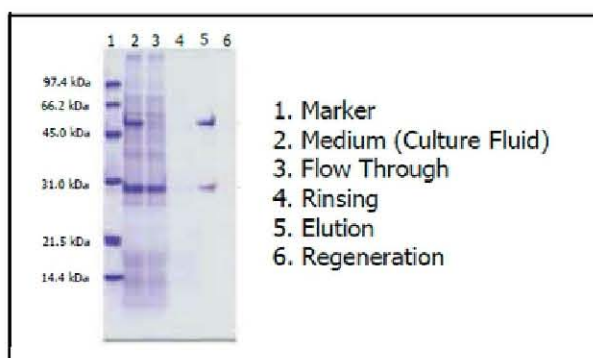 1 2 3 4 5 6
97.4 kDa
66.2 kDa
45.0 kDa
31.0 kDa
21.5 kDa
14.4 kDa
1. Marker
2. Medium (Culture Fluid)
3. Flow Through
4. Rinsing
5. Elution
6. Regeneration